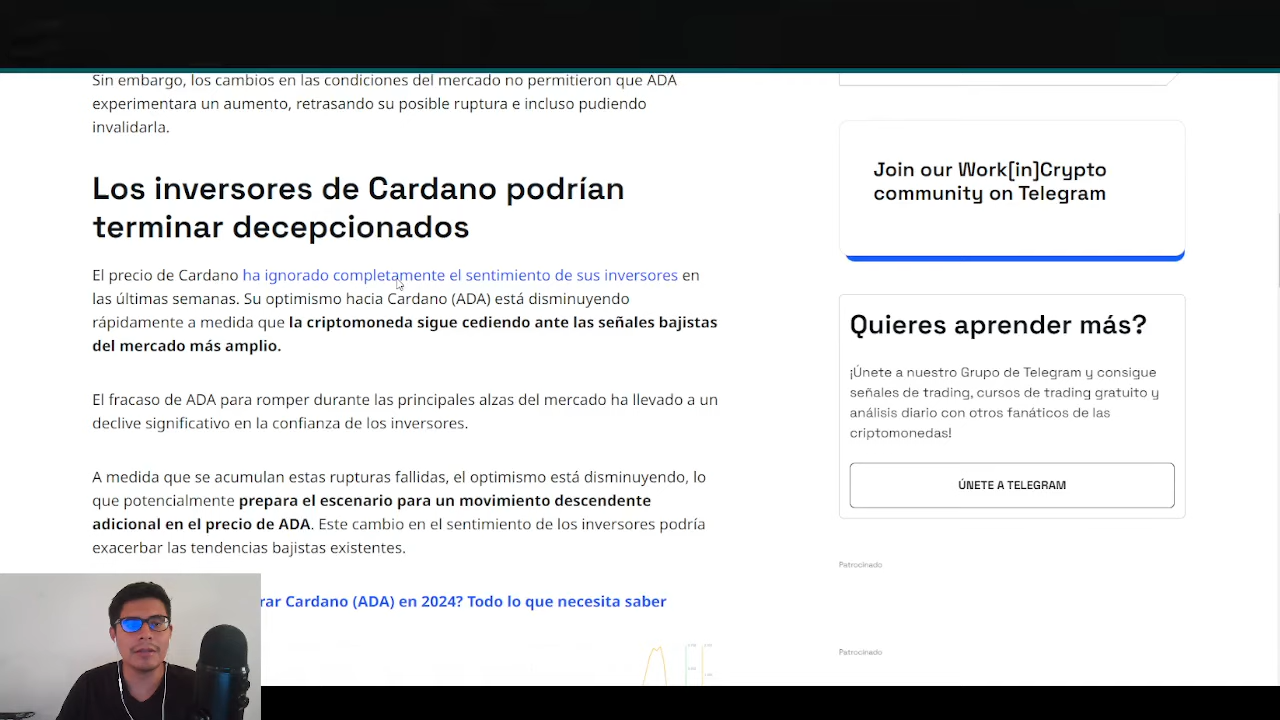 Sin embargo, los cambios en las condiciones del mercado no permitieron que ADA
experimentara un aumento, retrasando su posible ruptura e incluso pudiendo
invalidarla.
Los inversores de Cardano podrían
terminar decepcionados
El precio de Cardano ha ignorado completamente el sentimiento de sus inversores en
las últimas semanas. Su optimismo hacia Cardano (ADA) está disminuyendo
rápidamente a medida que la criptomoneda sigue cediendo ante las señales bajistas
del mercado más amplio.
El fracaso de ADA para romper durante las principales alzas del mercado ha llevado a un
declive significativo en la confianza de los inversores.
A medida que se acumulan estas rupturas fallidas, el optimismo está disminuyendo, lo
que potencialmente prepara el escenario para un movimiento descendente
adicional en el precio de ADA. Este cambio en el sentimiento de los inversores podría
exacerbar las tendencias bajistas existentes.
rar Cardano (ADA) en 2024? Todo lo que necesita saber
Join our Work[in]Crypto
community on Telegram
Quieres aprender más?
¡Únete a nuestro Grupo de Telegram y consigue
señales de trading, cursos de trading gratuito y
análisis diario con otros fanáticos de las
criptomonedas!
ÚNETE A TELEGRAM
Patrocinado
Patrocinado